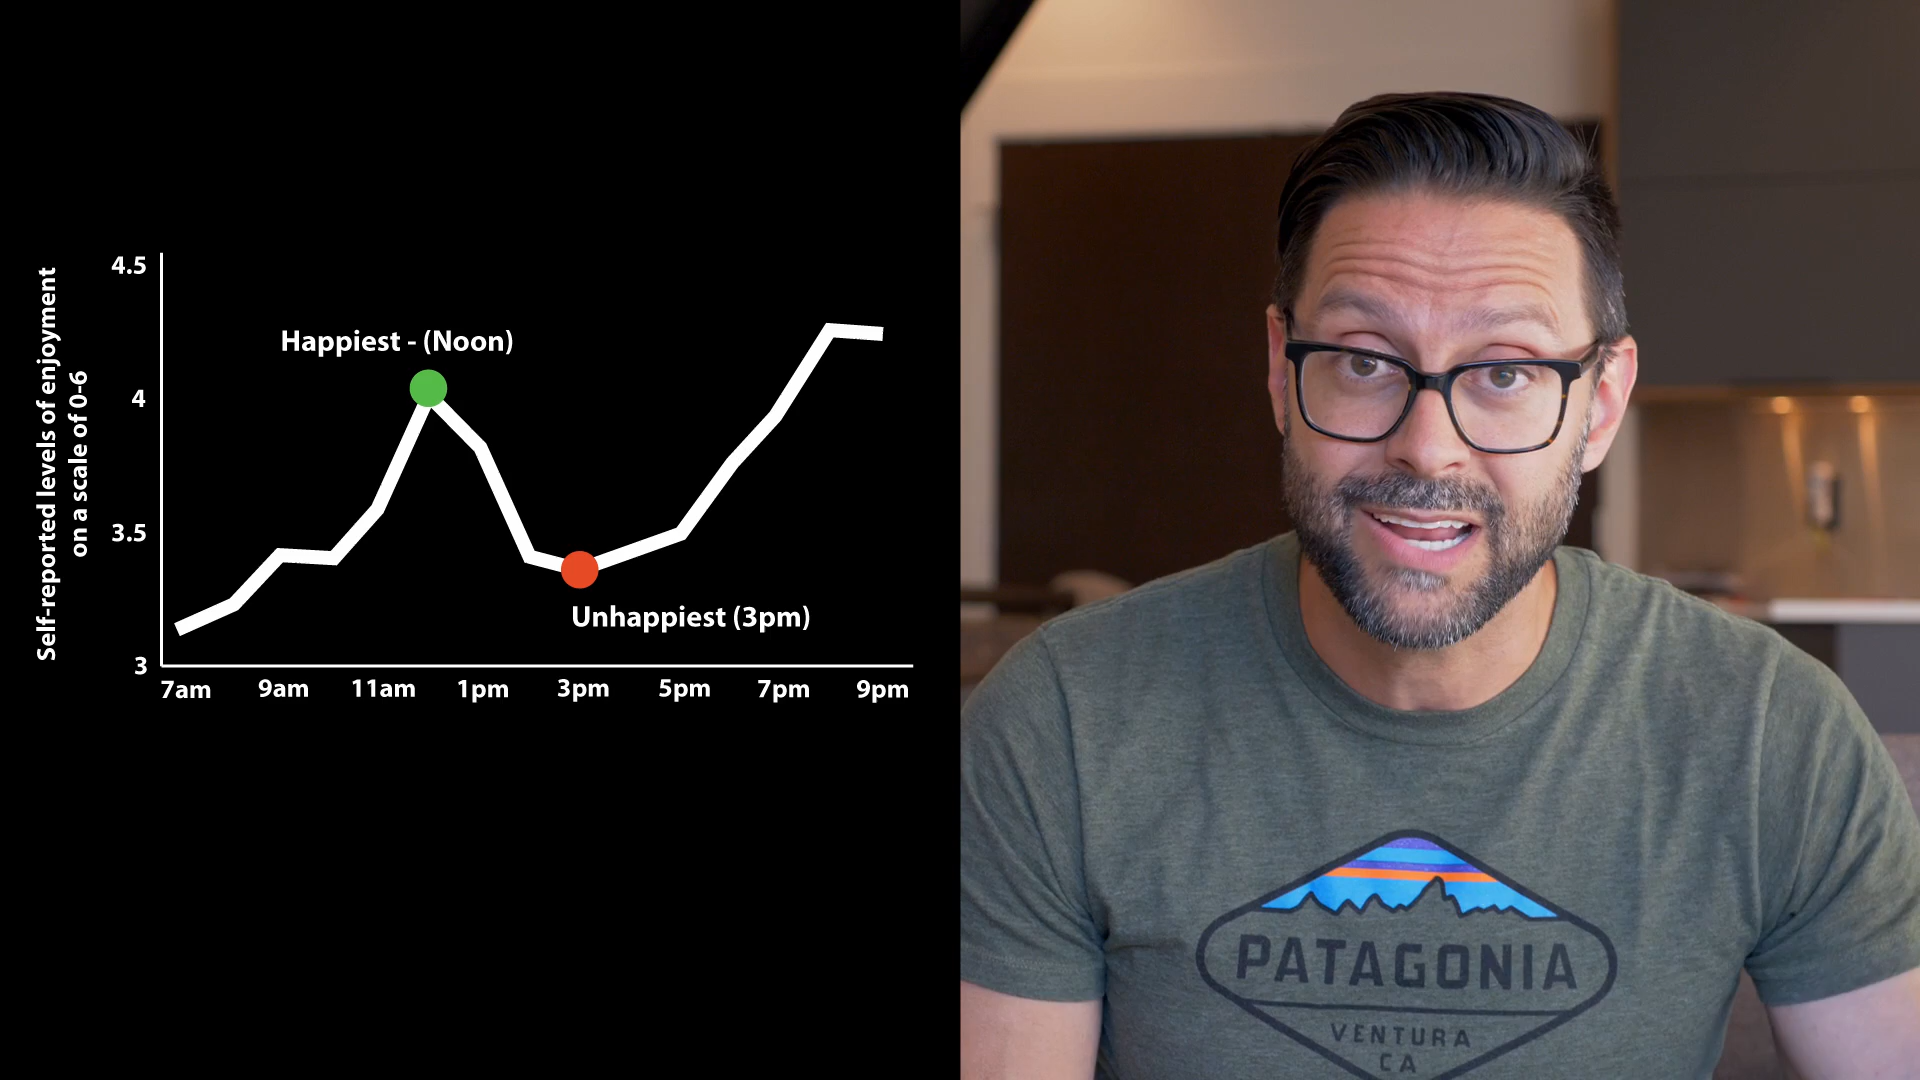 Self-reported levels of enjoyment
on a scale of 0-6
4.5
4
3.5
3
Happiest - (Noon)
Unhappiest (3pm)
7am 9am 11am 1pm 3pm 5pm 7pm 9pm
PATAGONIA
VENTURA
CA